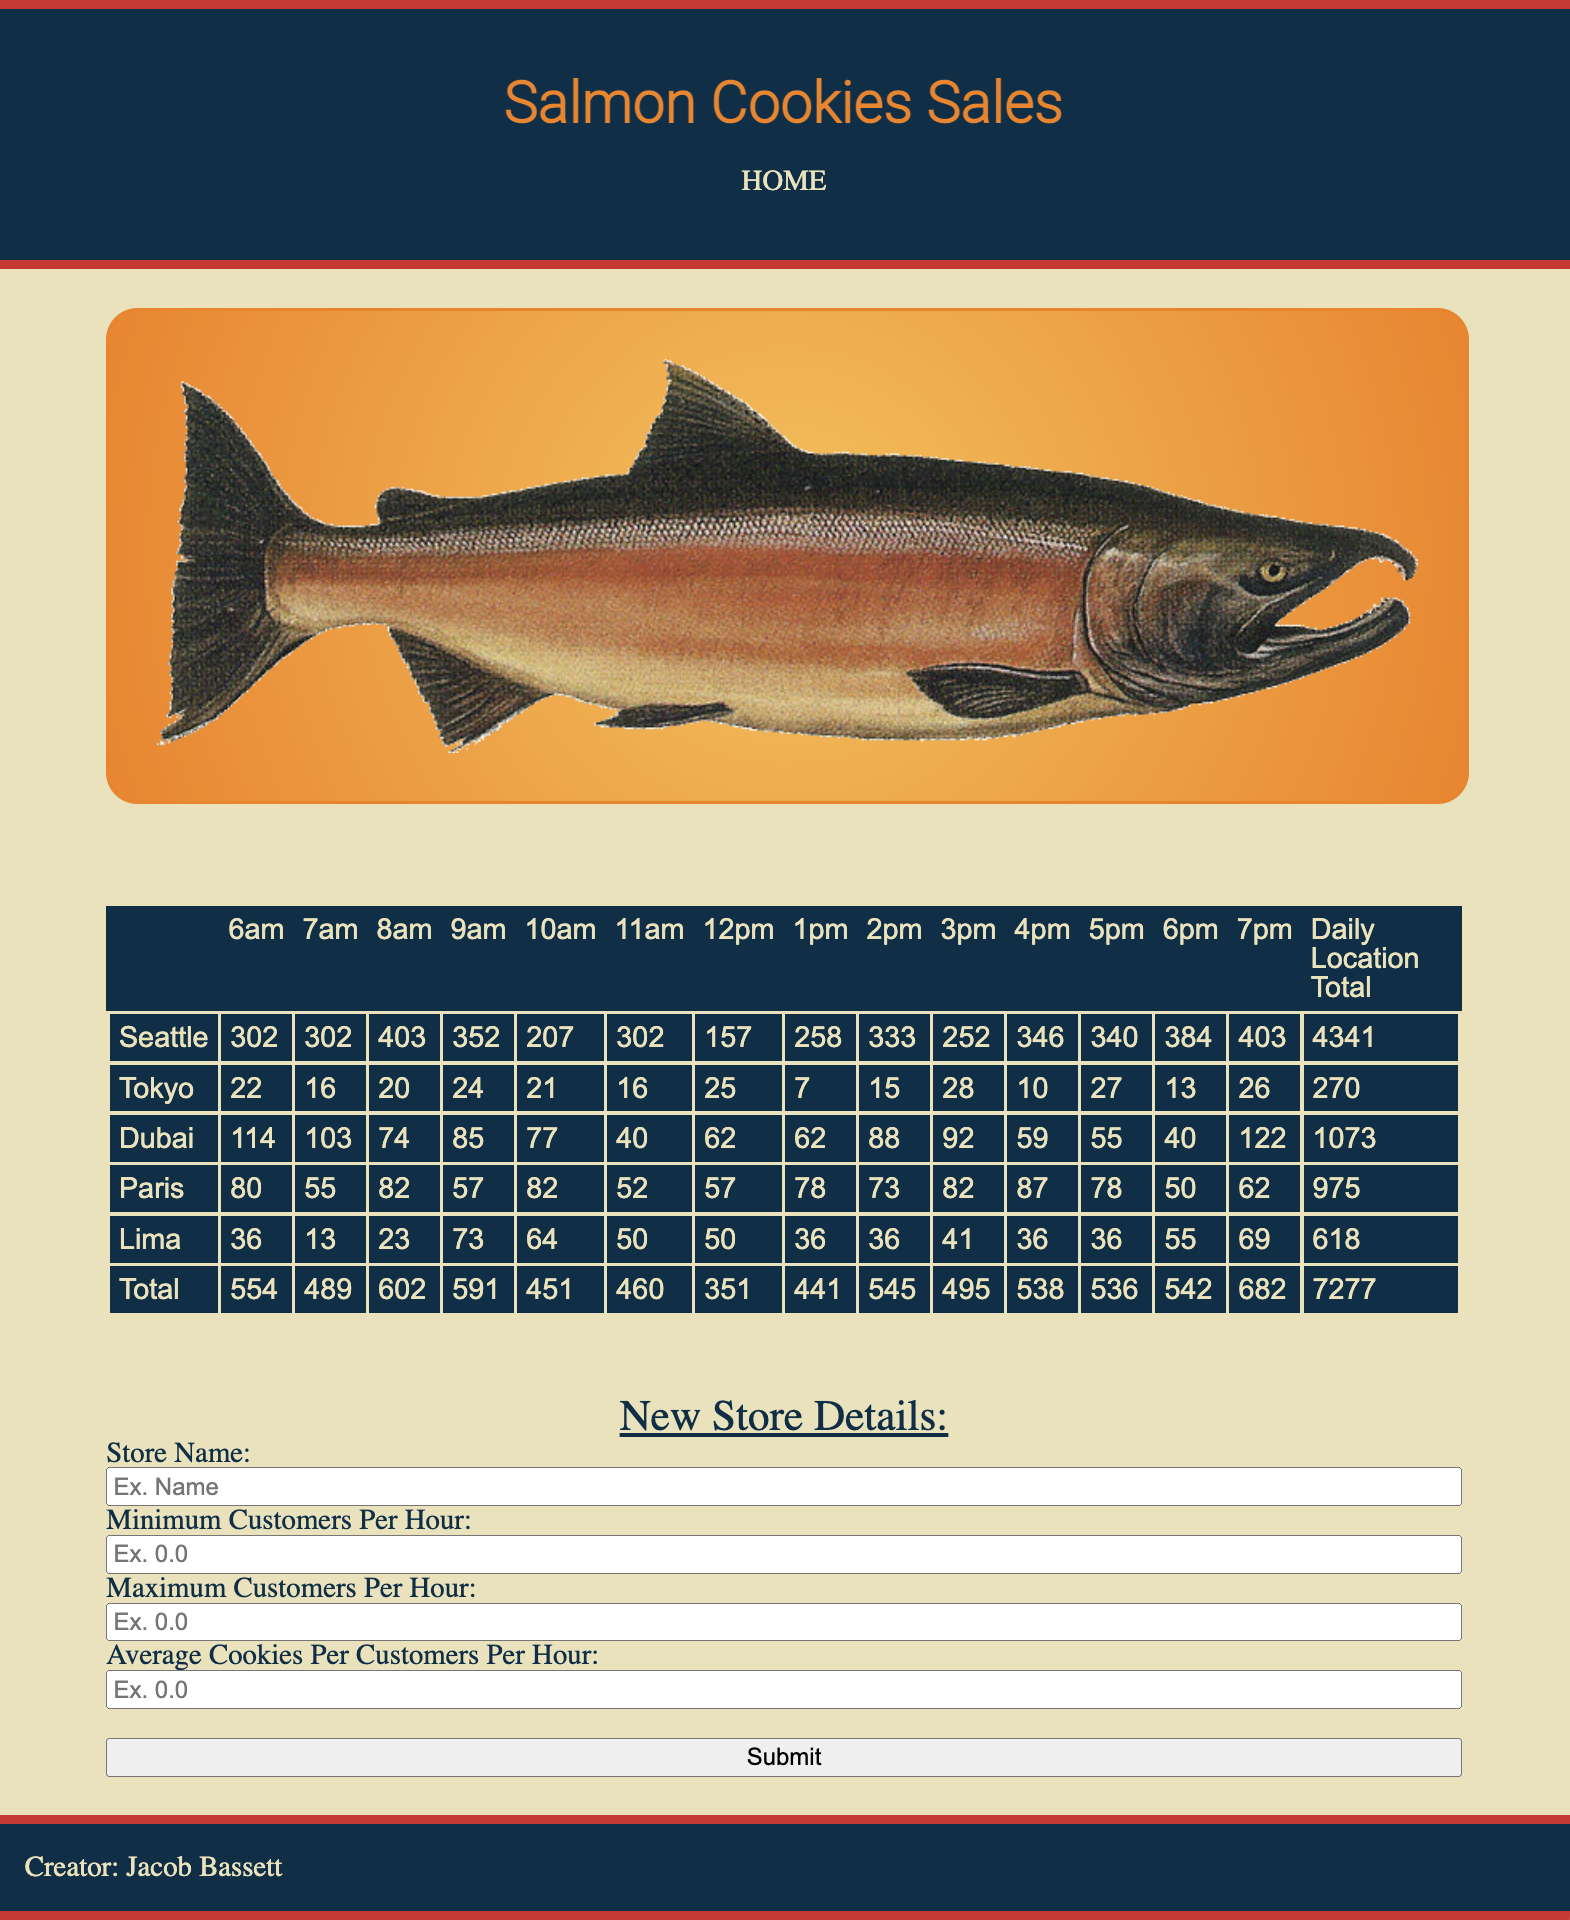 Salmon Cookies Sales
HOME
6am 7am 8am 9am 10am 11am 12pm 1pm 2pm 3pm 4pm 5pm 6pm 7pm Daily
Location
Total
Seattle 302 302 403 352 207 302 157 258 333 252 346 340 384 403 4341
Tokyo 22 16 20 24 21 16 25 7 15 28 10 27 13 26 270
Dubai 114 103 74 85 77 40 62 62 88 92 59 55 40 122 1073
Paris 80 55 82 57 82 52 57 78 73 82 87 78 50 62 975
Lima 36 13 23 73 64 50 50 36 36 41 36 36 55 69 618
Total 554 489 602 591 451 460 351 441 545 495 538 536 542 682 7277
New Store Details:
Store Name:
Ex. Name
Minimum Customers Per Hour:
Ex. 0.0
Maximum Customers Per Hour:
Ex. 0.0
Average Cookies Per Customers Per Hour:
Ex. 0.0
Submit
Creator: Jacob Bassett